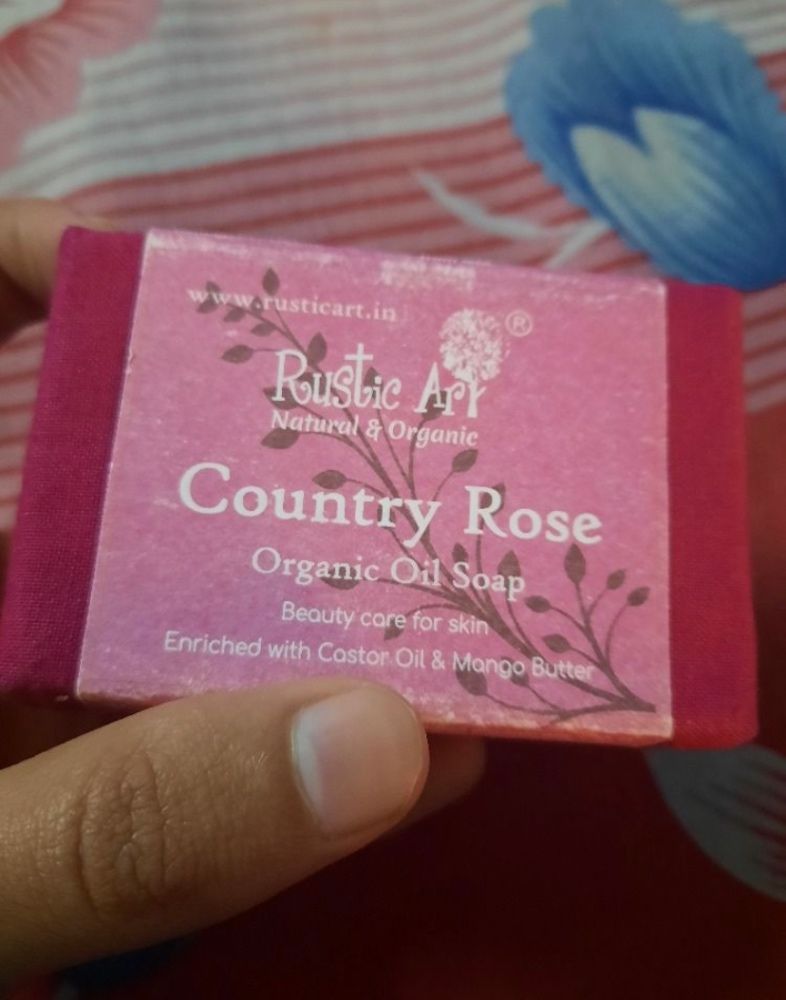 www.rusticart.in
Rustic Art ®
Natural & Organic
Country Rose
Organic Oil Soap
Beauty care for skin
Enriched with Castor Oil & Mango Butter